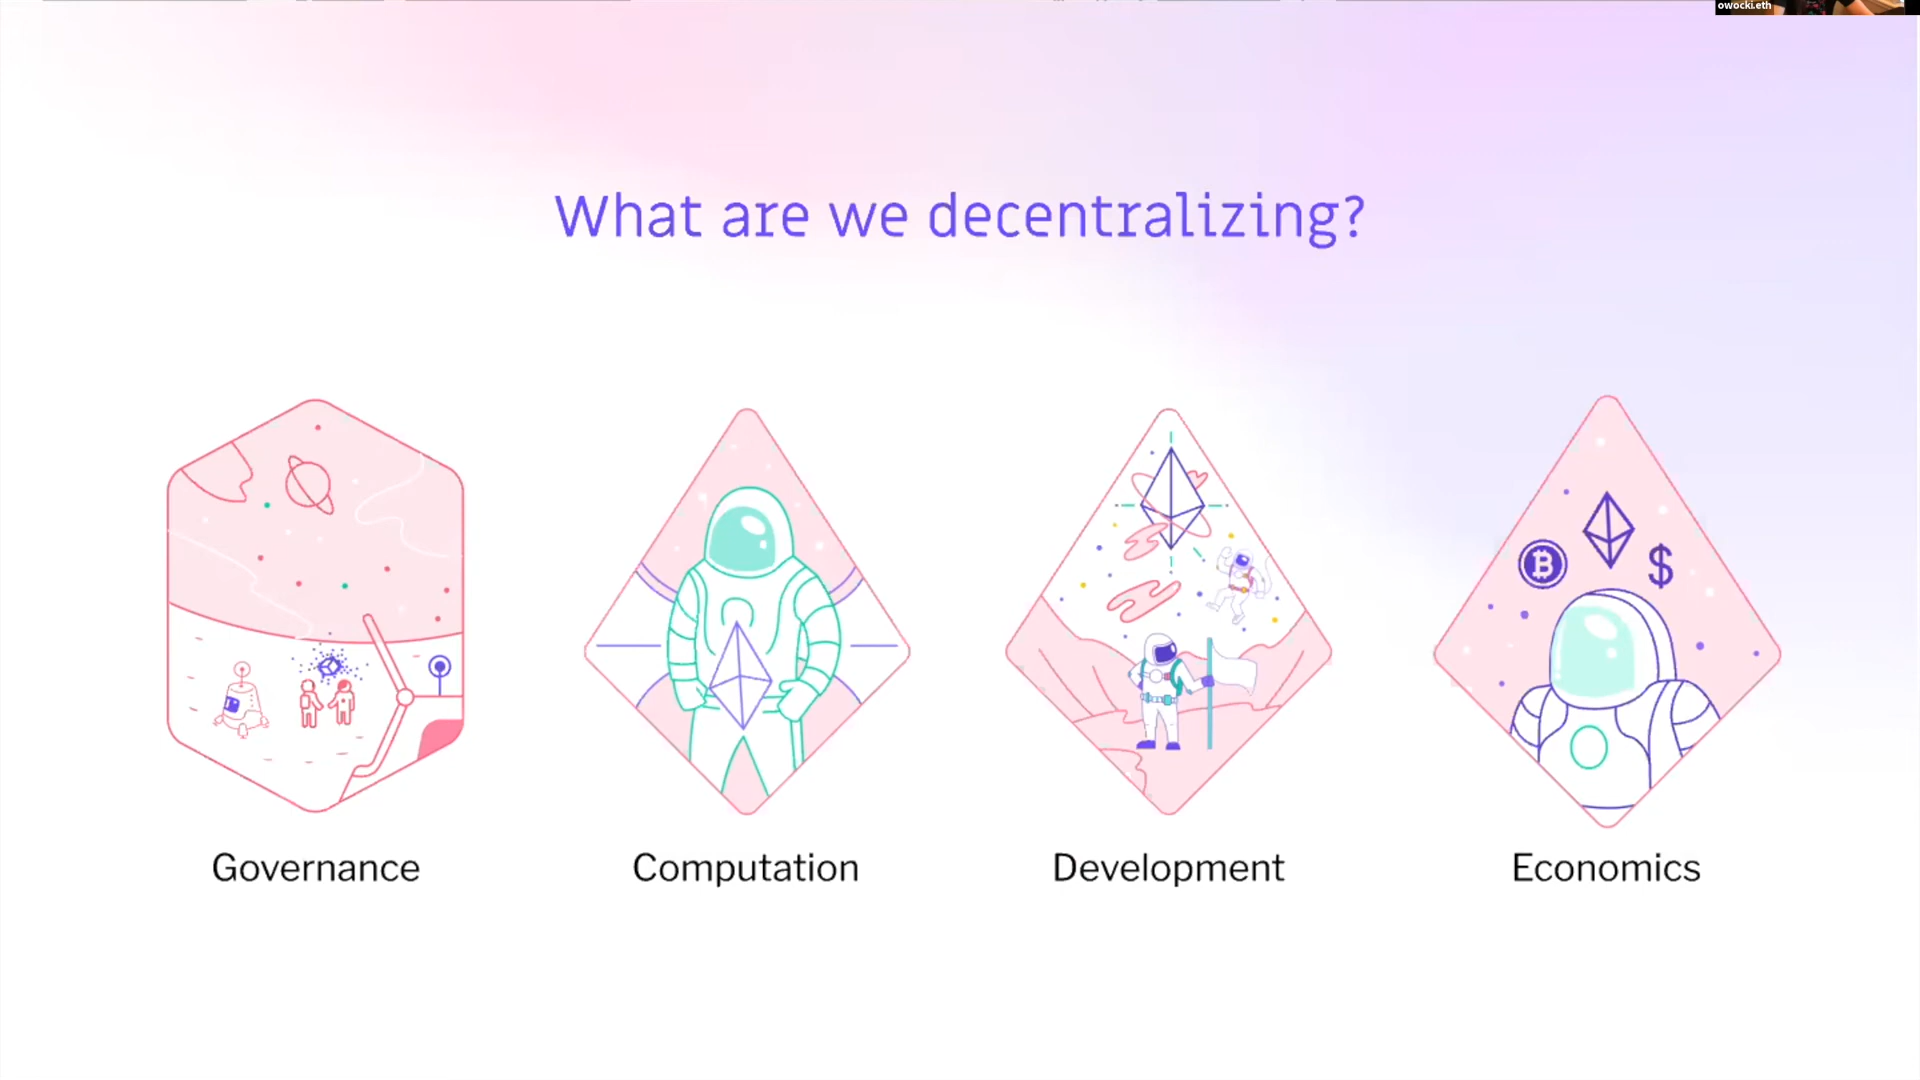 owocki.eth
What are we decentralizing?
Governance
Computation
Development
Economics